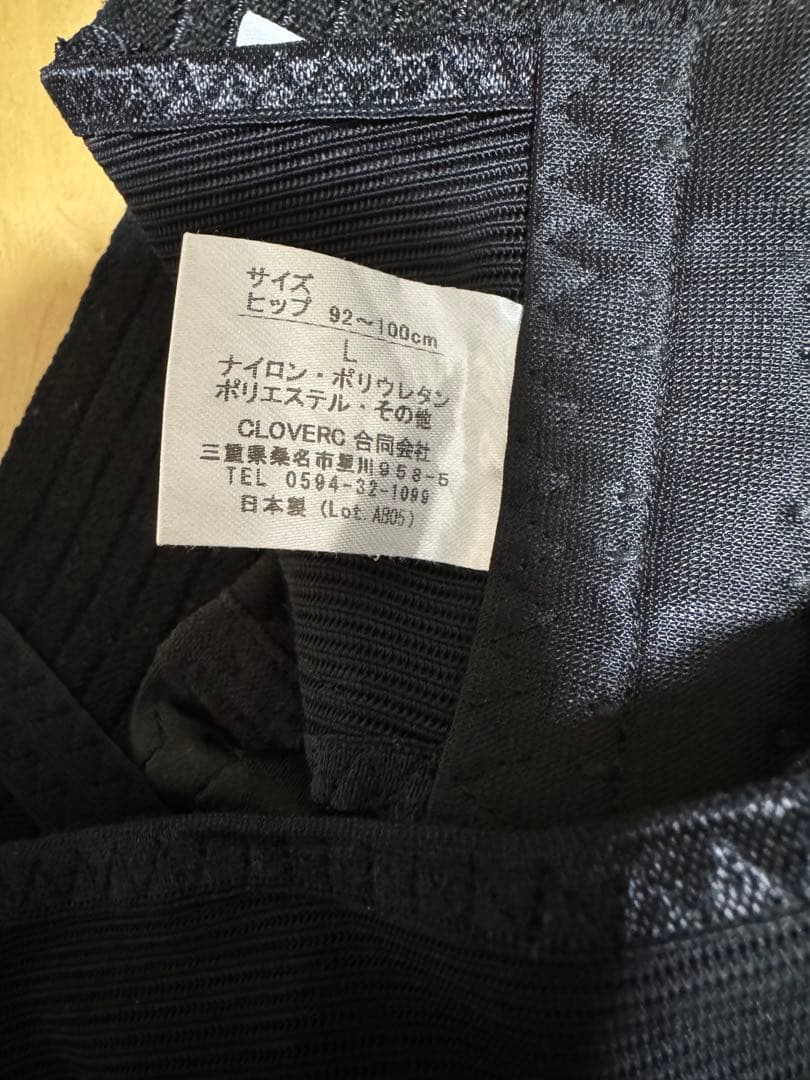 サイズ
ヒップ 92～100cm
L
ナイロン・ポリウレタン
ポリエステル・その他
CLOVERC 合同会社
三重県桑名市星川953-5
TEL 0594-32-1099
日本製 (Lot.AB05)